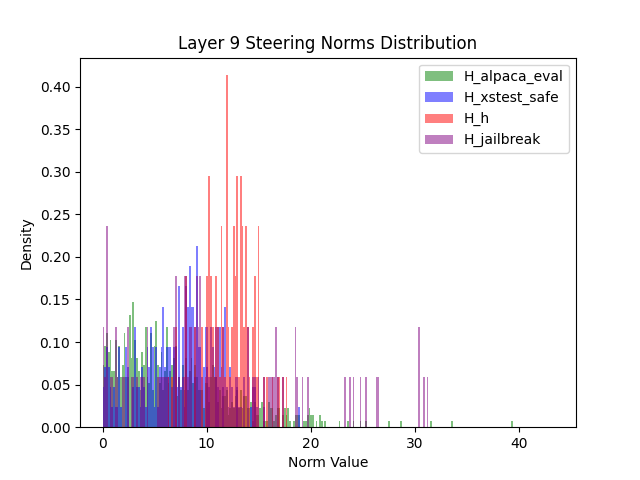 Layer 9 Steering Norms Distribution
H_alpaca_eval
H_xstest_safe
H_h
H_jailbreak
0.40
0.35
0.30
0.25
0.20
0.15
0.10
0.05
0.00
Density
0 10 20 30 40
Norm Value